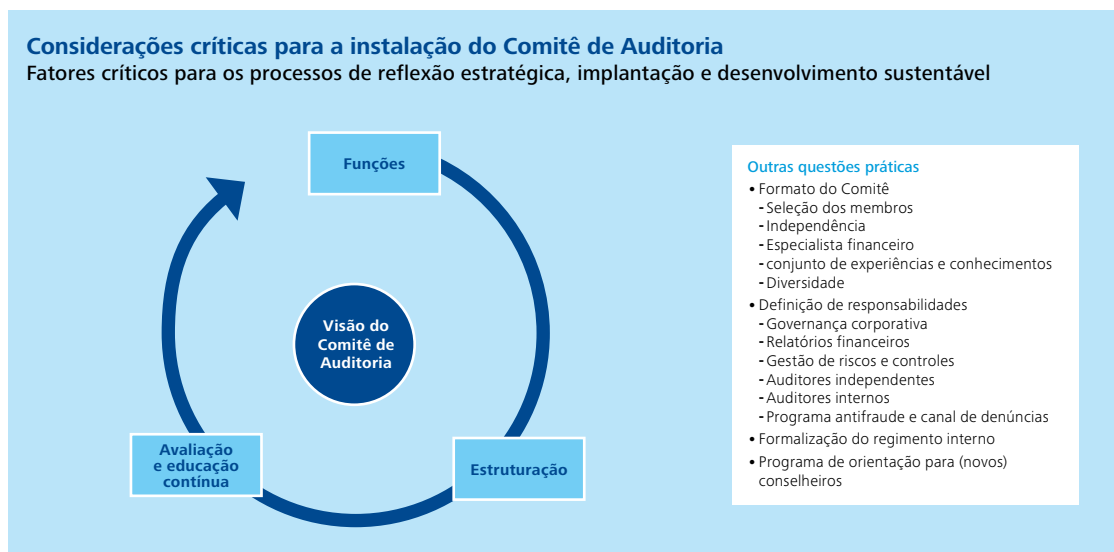 Considerações críticas para a instalação do Comitê de Auditoria
Fatores críticos para os processos de reflexão estratégica, implantação e desenvolvimento sustentável
Funções
Visão do
Comitê de
Auditoria
Avaliação
e educação
contínua
Estruturação
Outras questões práticas
• Formato do Comitê
- Seleção dos membros
- Independência
- Especialista financeiro
- conjunto de experiências e conhecimentos
- Diversidade
• Definição de responsabilidades
- Governança corporativa
- Relatórios financeiros
- Gestão de riscos e controles
- Auditores independentes
- Auditores internos
- Programa antifraude e canal de denúncias
• Formalização do regimento interno
• Programa de orientação para (novos)
conselheiros